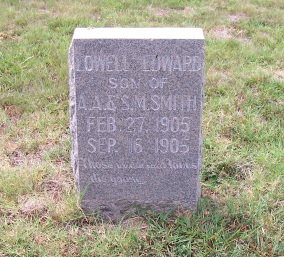 LOWELL EDWARD
SON OF
A.A. & S.M. SMITH
FEB. 27, 1905
SEP. 16, 1905